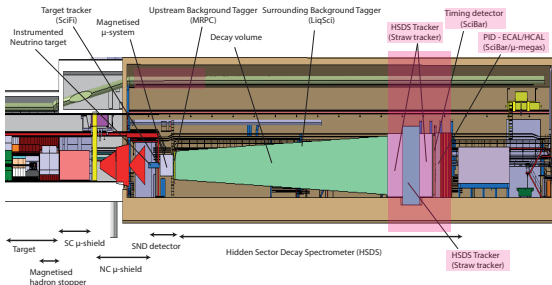 Target tracker
(SciFi)
Magnetised
μ-system
Instrumented
Neutrino target
Upstream Background Tagger
(MRPC)
Decay volume
Surrounding Background Tagger
(LiqSci)
HSDS Tracker
(Straw tracker)
Timing detector
(SciBar)
PID - ECAL/HCAL
(SciBar/μ-megas)
Target
Magnetised
hadron stopper
SC μ-shield
NC μ-shield
SND detector
Hidden Sector Decay Spectrometer (HSDS)
HSDS Tracker
(Straw tracker)